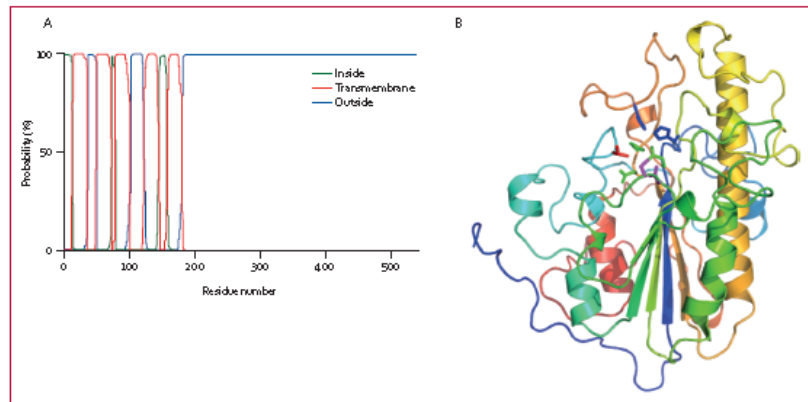 A
B
100
50
0
Probability (%)
Inside
Transmembrane
Outside
0
100
200
300
400
500
Residue number